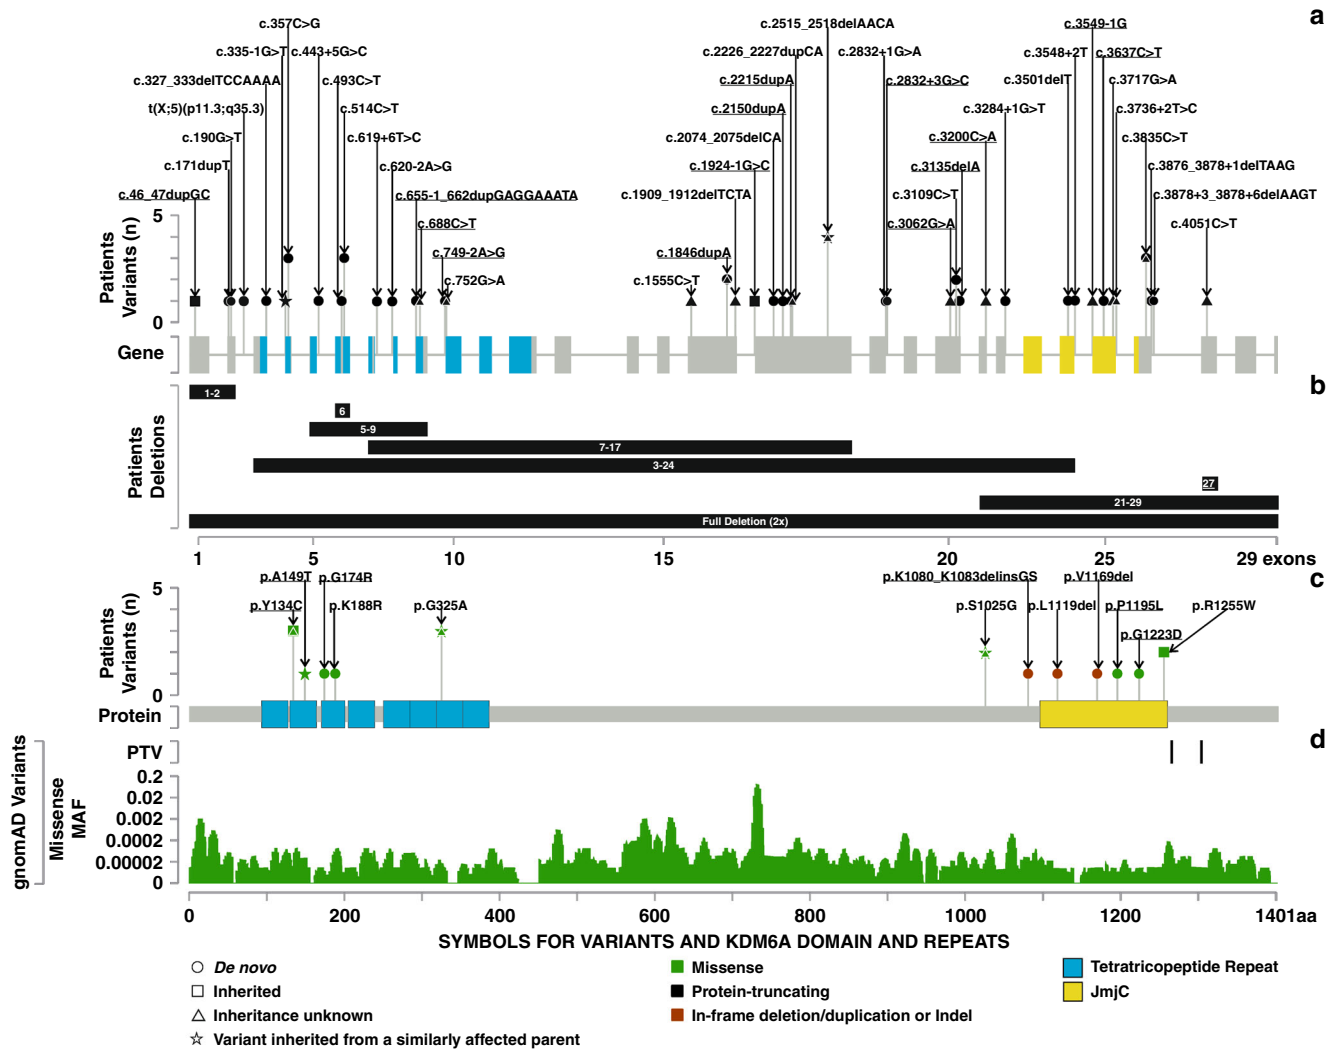 a
c.357C>G
c.2515_2518delAACA
c.3549-1G
c.335-1G>T
c.443+5G>C
c.2226_2227dupCA
c.2832+1G>A
c.3548+2T
c.3637C>T
c.327_333delTCCAAAA
c.493C>T
c.2215dupA
c.2832+3G>C
c.3501delT
c.3717G>A
t(X;5)(p11.3;q35.3)
c.514C>T
c.2150dupA
c.3284+1G>T
c.3736+2T>C
c.190G>T
c.619+6T>C
c.2074_2075delCA
c.3200C>A
c.3835C>T
c.171dupT
c.620-2A>G
c.1924-1G>C
c.3135delA
c.3876_3878+1delTAAG
c.46_47dupGC
c.655-1_662dupGAGGAAATA
c.1909_1912delTCTA
c.3109C>T
c.3878+3_3878+6delAAGT
c.688C>T
c.3062G>A
c.4051C>T
c.749-2A>G
c.1846dupA
c.752G>A
c.1555C>T
Patients
Variants (n)
5
0
Gene
b
Patients
Deletions
1-2
6
5-9
7-17
3-24
27
21-29
Full Deletion (2x)
1 5 10 15 20 25 29 exons
c
p.A149T p.G174R p.K1080_K1083delinsGS p.V1169del
p.Y134C p.K188R p.G325A p.S1025G p.L1119del p.P1195L p.R1255W
p.G1223D
Patients
Variants (n)
5
0
Protein
d
gnomAD Variants
PTV
Missense
MAF
0.2
0.02
0.002
0.0002
0.00002
0
0 200 400 600 800 1000 1200 1401aa
SYMBOLS FOR VARIANTS AND KDM6A DOMAIN AND REPEATS
De novo
Inherited
Inheritance unknown
Variant inherited from a similarly affected parent
Missense
Protein-truncating
In-frame deletion/duplication or Indel
Tetratricopeptide Repeat
JmjC